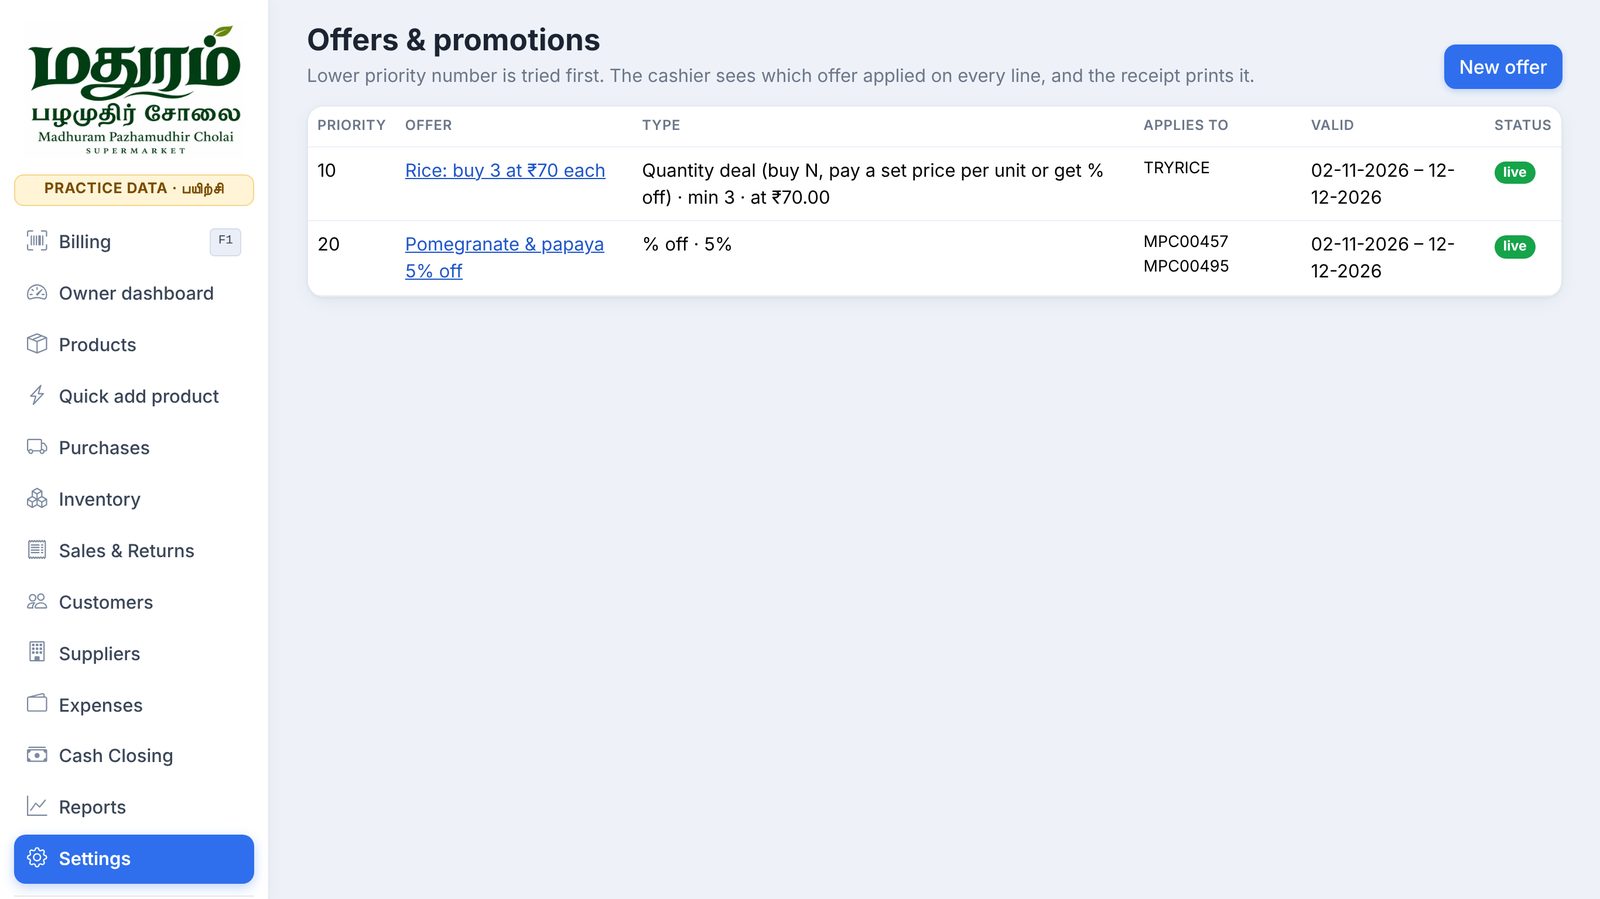 மதுரம்
பழமுதிர் சோலை
Madhuram Pazhamudhir Cholai
SUPERMARKET
PRACTICE DATA · பயிற்சி
Billing F1
Owner dashboard
Products
Quick add product
Purchases
Inventory
Sales & Returns
Customers
Suppliers
Expenses
Cash Closing
Reports
Settings
Offers & promotions
Lower priority number is tried first. The cashier sees which offer applied on every line, and the receipt prints it.
New offer
PRIORITY OFFER TYPE APPLIES TO VALID STATUS
10 Rice: buy 3 at ₹70 each Quantity deal (buy N, pay a set price per unit or get % TRYRICE 02-11-2026 – 12- live
off) · min 3 · at ₹70.00 12-2026
20 Pomegranate & papaya % off · 5% MPC00457 02-11-2026 – 12- live
5% off MPC00495 12-2026